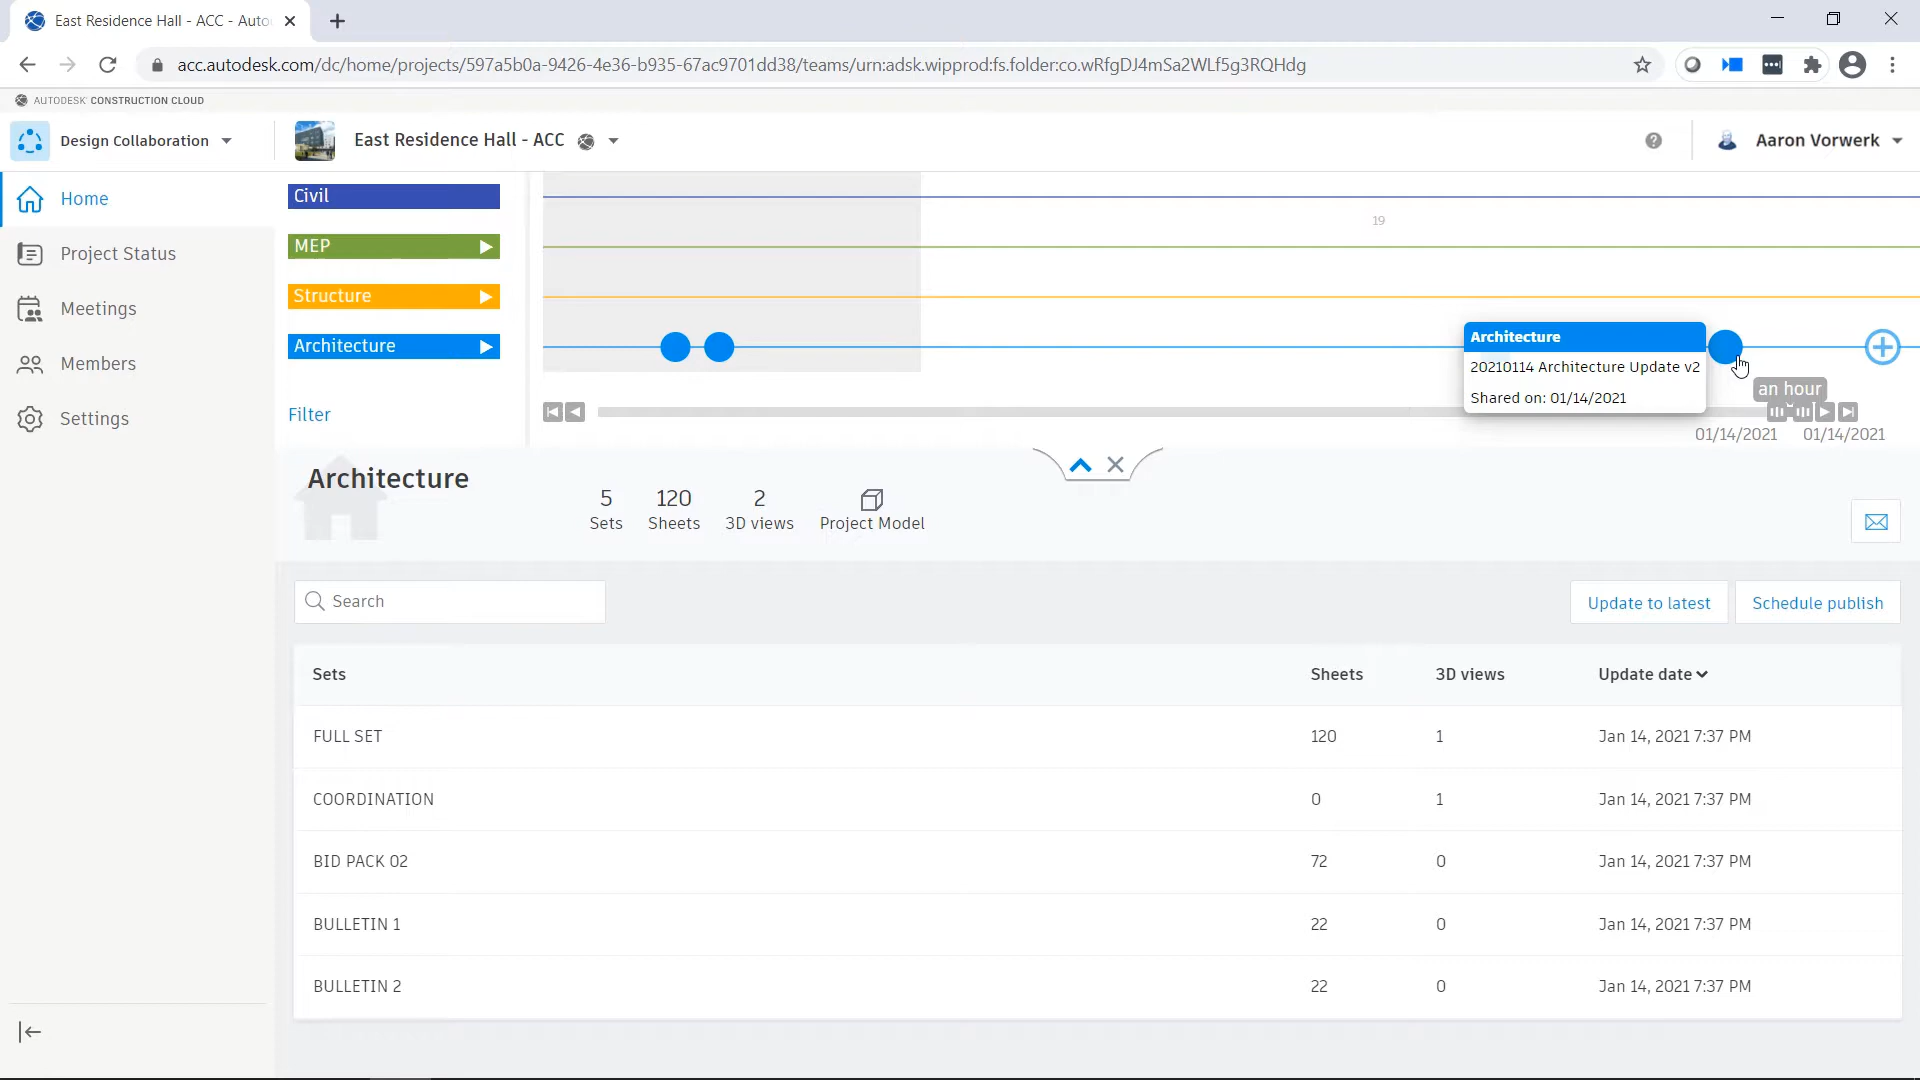 East Residence Hall - ACC - Auto
acc.autodesk.com/dc/home/projects/597a5b0a-9426-4e36-b935-67ac9701dd38/teams/urn:adsk.wipprod:fs.folder:co.wRfgDJ4mSa2WLf5g3RQHdg
AUTODESK CONSTRUCTION CLOUD
Design Collaboration
East Residence Hall - ACC
Aaron Vorwerk
Home
Project Status
Meetings
Members
Settings
Civil
MEP
Structure
Architecture
Filter
19
Architecture
20210114 Architecture Update v2
Shared on: 01/14/2021
an hour
01/14/2021 01/14/2021
Architecture
5 120 2
Sets Sheets 3D views Project Model
Search
Update to latest Schedule publish
Sets Sheets 3D views Update date
FULL SET 120 1 Jan 14, 2021 7:37 PM
COORDINATION 0 1 Jan 14, 2021 7:37 PM
BID PACK 02 72 0 Jan 14, 2021 7:37 PM
BULLETIN 1 22 0 Jan 14, 2021 7:37 PM
BULLETIN 2 22 0 Jan 14, 2021 7:37 PM